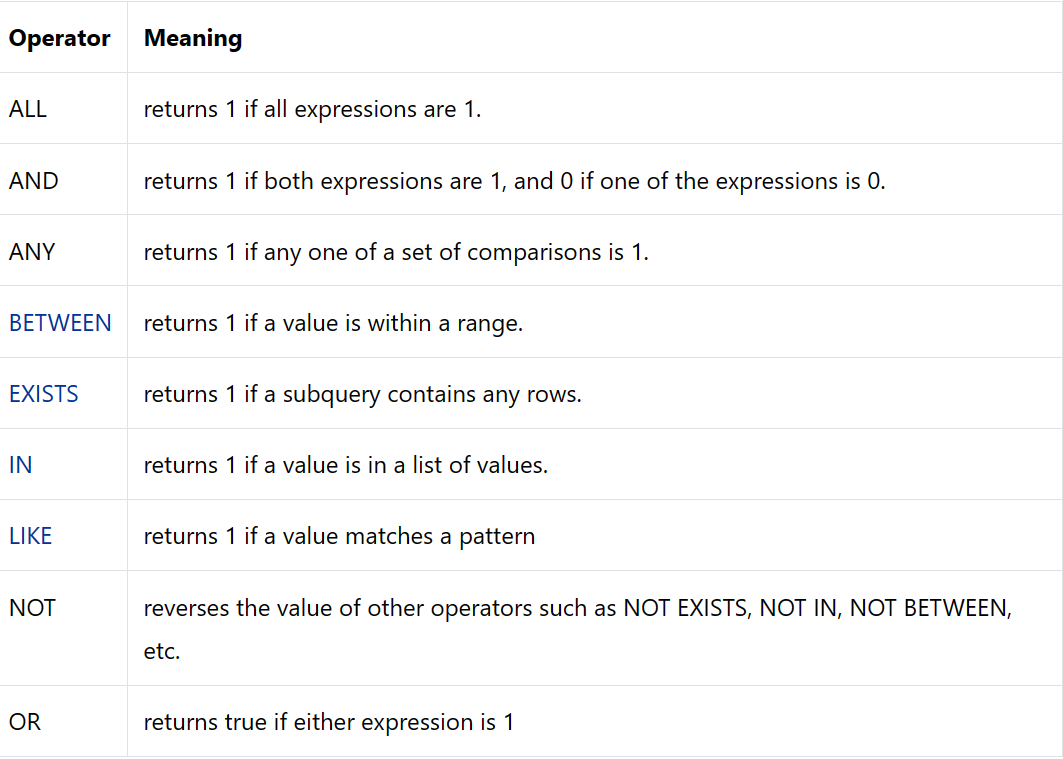 Operator Meaning
ALL returns 1 if all expressions are 1.
AND returns 1 if both expressions are 1, and 0 if one of the expressions is 0.
ANY returns 1 if any one of a set of comparisons is 1.
BETWEEN returns 1 if a value is within a range.
EXISTS returns 1 if a subquery contains any rows.
IN returns 1 if a value is in a list of values.
LIKE returns 1 if a value matches a pattern
NOT reverses the value of other operators such as NOT EXISTS, NOT IN, NOT BETWEEN,
etc.
OR returns true if either expression is 1